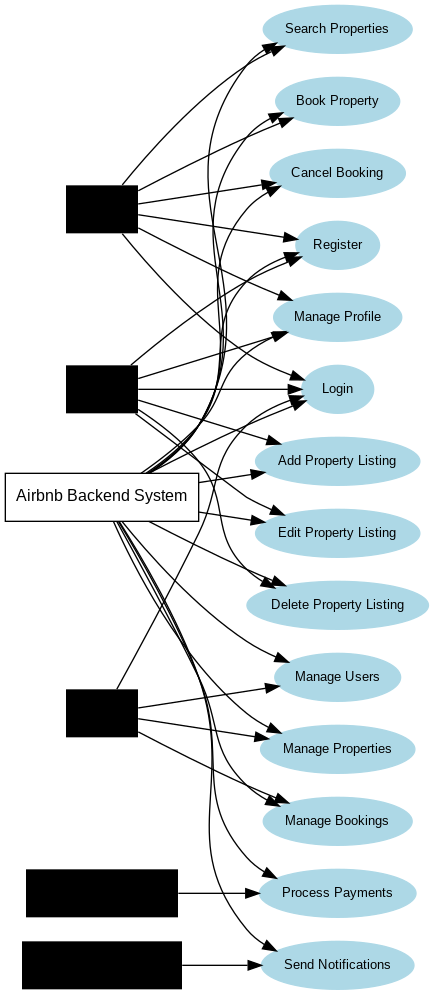 Search Properties
Book Property
Cancel Booking
Register
Manage Profile
Login
Add Property Listing
Airbnb Backend System
Edit Property Listing
Delete Property Listing
Manage Users
Manage Properties
Manage Bookings
Process Payments
Send Notifications